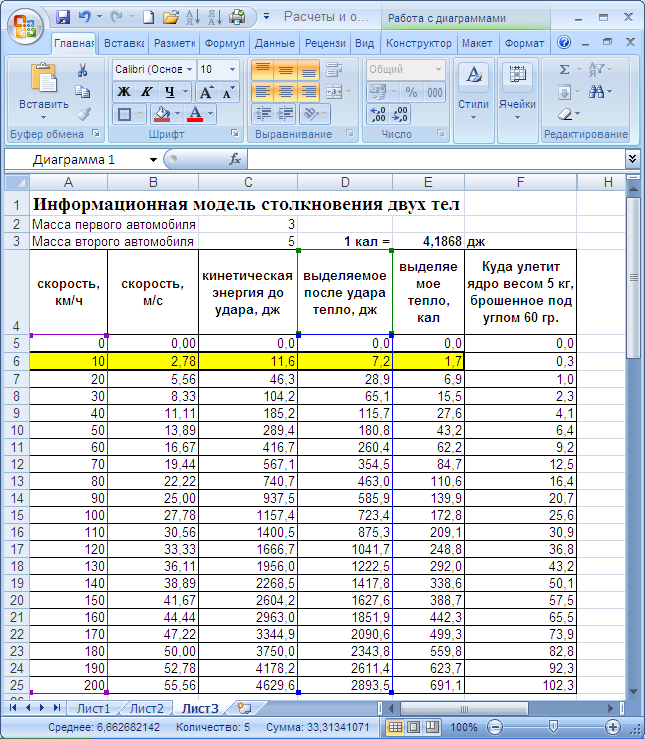 Расчеты и о... Работа с диаграммами
Главная Вставка Разметк Формул Данные Рецензи Вид Конструктор Макет Формат
Вставить
Calibri (Осно 10
Ж К Ч
A A
Общий
% 000
Стили
Ячейки
Буфер обмена Шрифт Выравнивание Число Редактирование
Диаграмма 1 fx
A B C D E F H
1 Информационная модель столкновения двух тел
2 Масса первого автомобиля 3
3 Масса второго автомобиля 5 1 кал = 4,1868 дж
4 скорость, км/ч скорость, м/с кинетическая энергия до удара, дж выделяемое после удара тепло, дж выделяе мое тепло, кал Куда улетит ядро весом 5 кг, брошенное под углом 60 гр.
5 0 0,00 0,0 0,0 0,0 0,0
6 10 2,78 11,6 7,2 1,7 0,3
7 20 5,56 46,3 28,9 6,9 1,0
8 30 8,33 104,2 65,1 15,5 2,3
9 40 11,11 185,2 115,7 27,6 4,1
10 50 13,89 289,4 180,8 43,2 6,4
11 60 16,67 416,7 260,4 62,2 9,2
12 70 19,44 567,1 354,5 84,7 12,5
13 80 22,22 740,7 463,0 110,6 16,4
14 90 25,00 937,5 585,9 139,9 20,7
15 100 27,78 1157,4 723,4 172,8 25,6
16 110 30,56 1400,5 875,3 209,1 30,9
17 120 33,33 1666,7 1041,7 248,8 36,8
18 130 36,11 1956,0 1222,5 292,0 43,2
19 140 38,89 2268,5 1417,8 338,6 50,1
20 150 41,67 2604,2 1627,6 388,7 57,5
21 160 44,44 2963,0 1851,9 442,3 65,5
22 170 47,22 3344,9 2090,6 499,3 73,9
23 180 50,00 3750,0 2343,8 559,8 82,8
24 190 52,78 4178,2 2611,4 623,7 92,3
25 200 55,56 4629,6 2893,5 691,1 102,3
Лист1 Лист2 Лист3
Среднее: 6,662682142 Количество: 5 Сумма: 33,31341071 100%